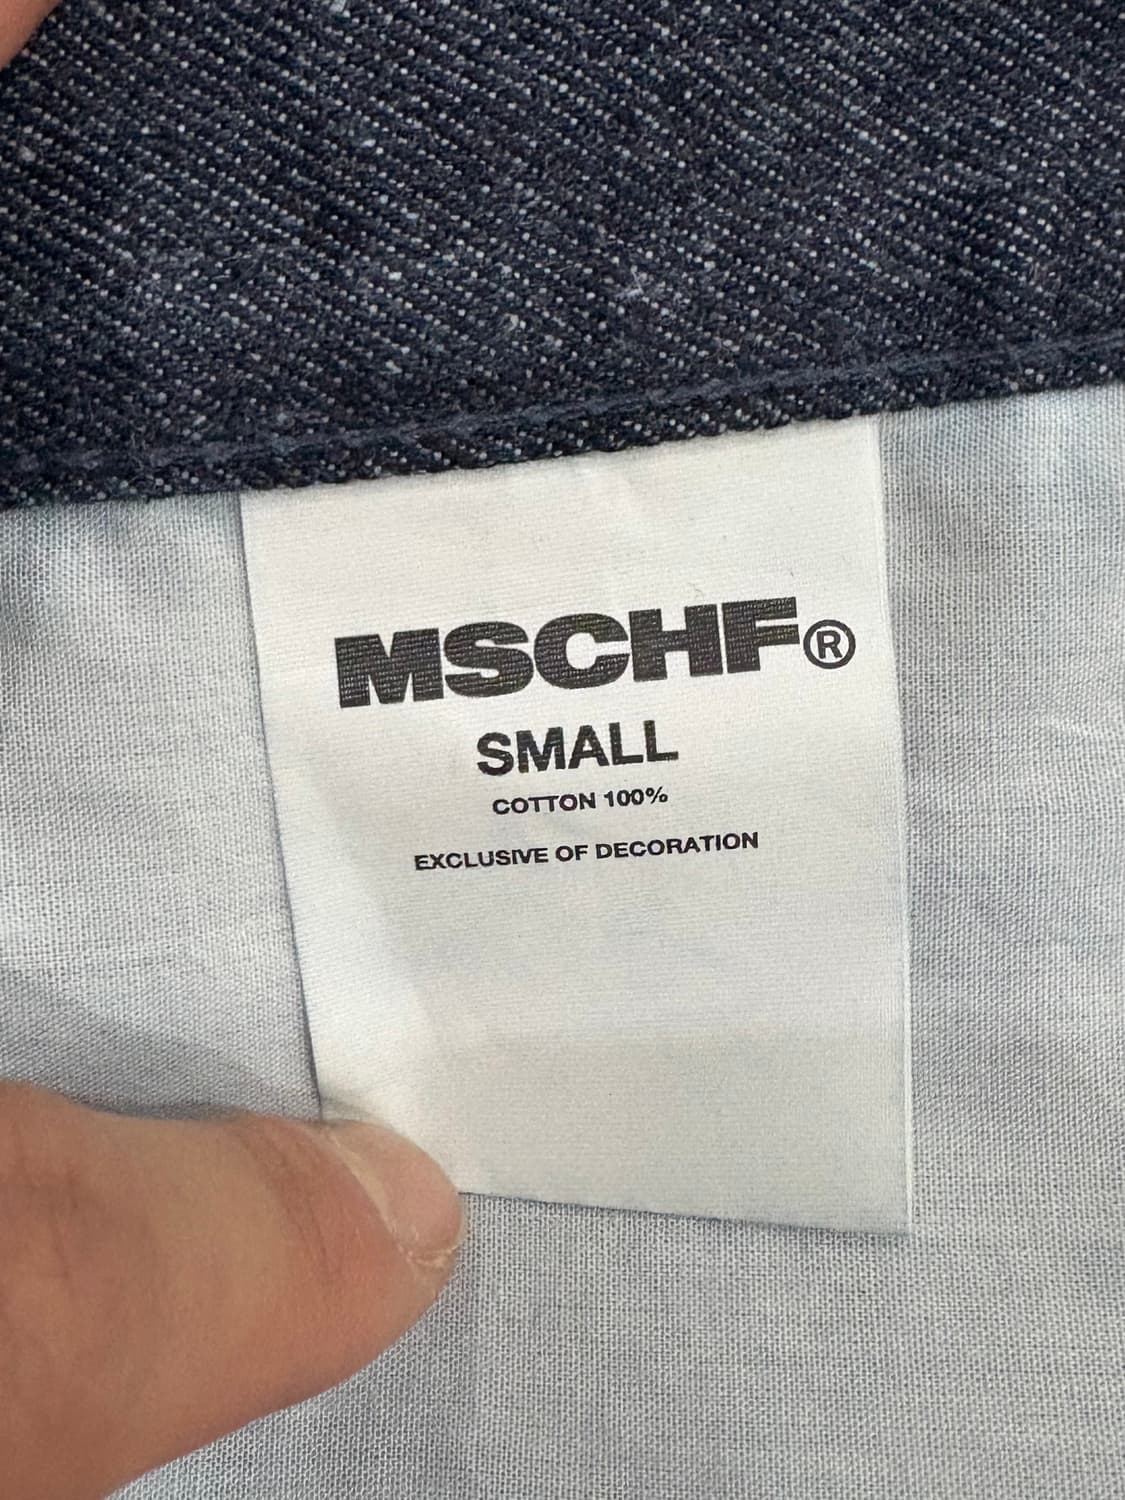 MSCHF®
SMALL
COTTON 100%
EXCLUSIVE OF DECORATION